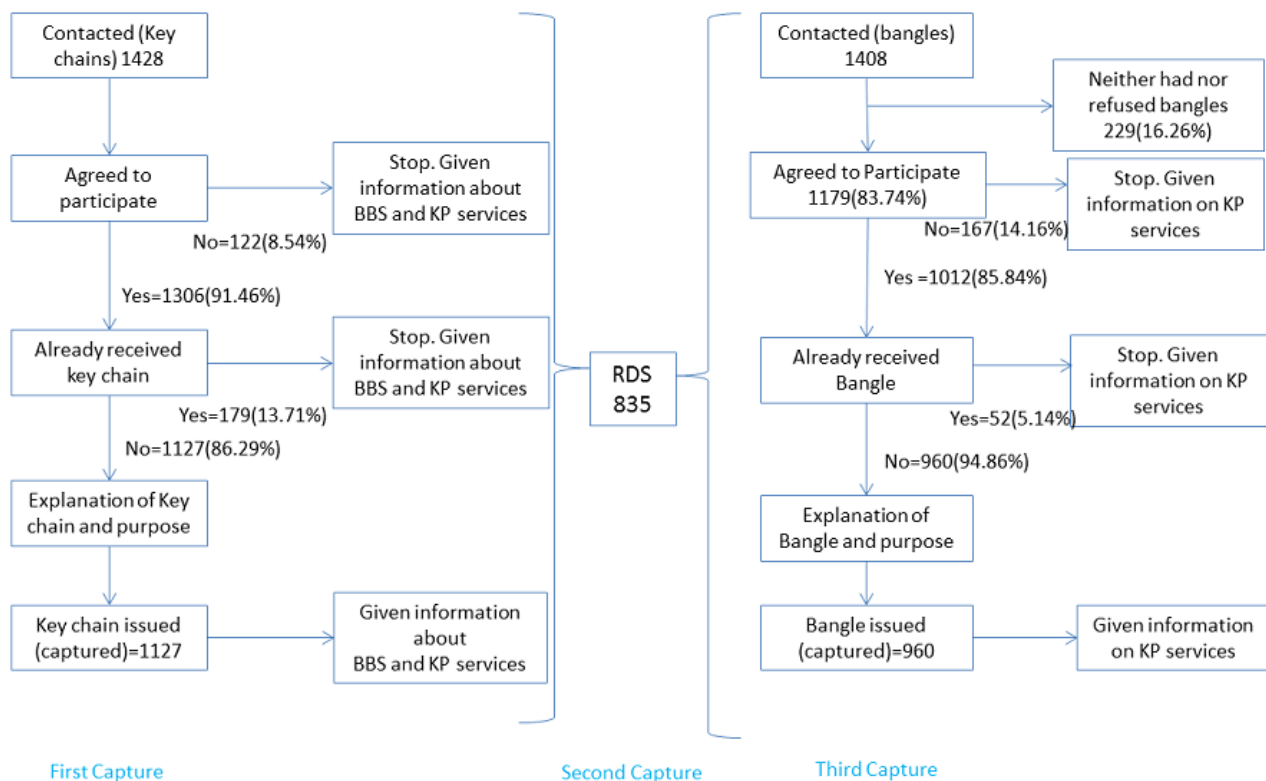 Contacted (Key
chains) 1428
Agreed to
participate
Stop. Given
information about
BBS and KP services
No=122(8.54%)
Yes=1306(91.46%)
Already received
key chain
Stop. Given
information about
BBS and KP services
Yes=179(13.71%)
No=1127(86.29%)
Explanation of Key
chain and purpose
Key chain issued
(captured)=1127
Given information
about
BBS and KP services
First Capture
RDS
835
Second Capture
Contacted (bangles)
1408
Neither had nor
refused bangles
229(16.26%)
Agreed to Participate
1179(83.74%)
Stop. Given
information on KP
services
No=167(14.16%)
Yes =1012(85.84%)
Already received
Bangle
Stop. Given
information on KP
services
Yes=52(5.14%)
No=960(94.86%)
Explanation of
Bangle and purpose
Bangle issued
(captured)=960
Given information
on KP services
Third Capture